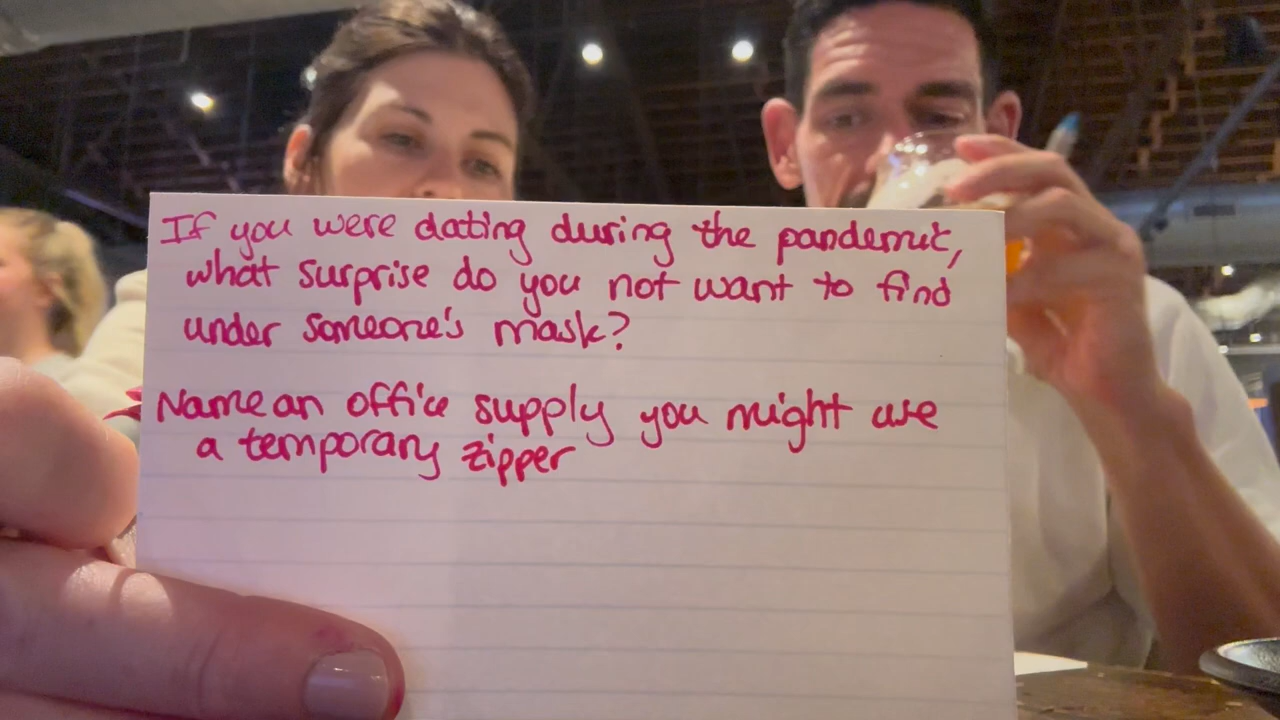 If you were dating during the pandemic,
what surprise do you not want to find
under someone's mask?
Name an office supply you might use
a temporary zipper